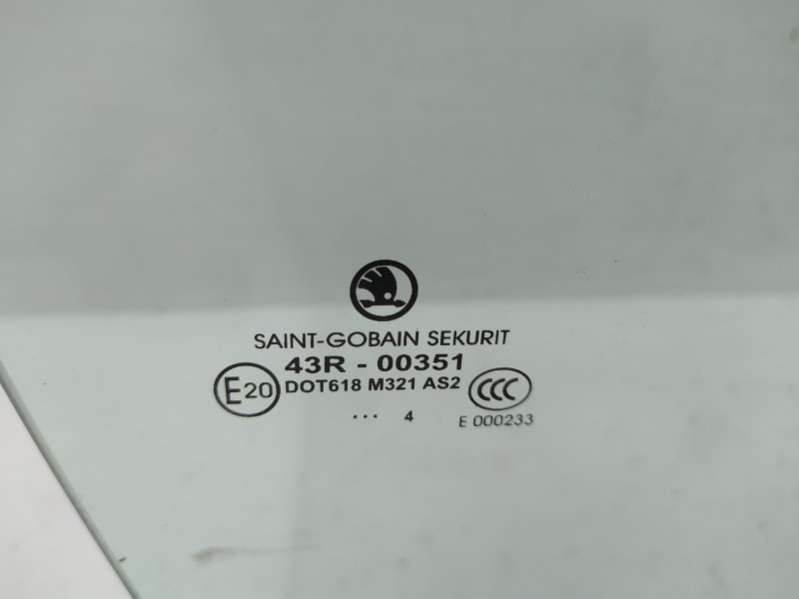 SAINT-GOBAIN SEKURIT
43R - 00351
E20 DOT618 M321 AS2 CCC
... 4 E 000233